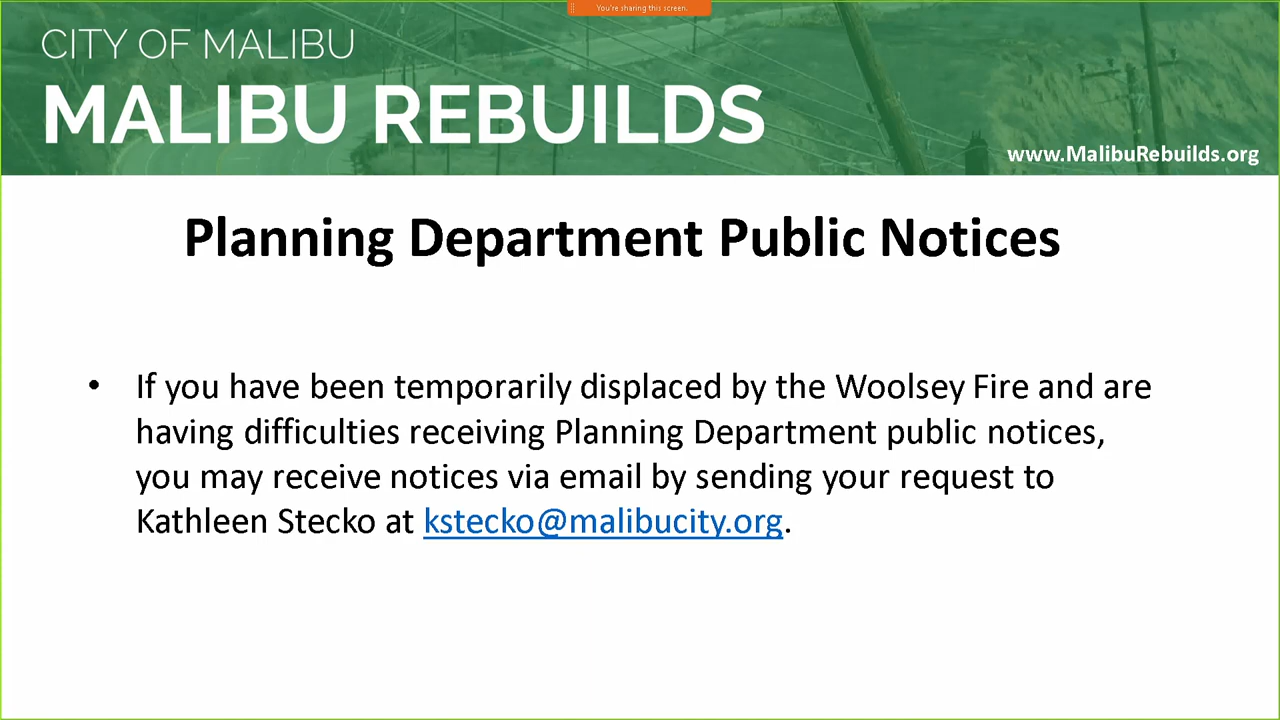 You're sharing this screen.
CITY OF MALIBU
MALIBU REBUILDS
www.MalibuRebuilds.org
Planning Department Public Notices
• If you have been temporarily displaced by the Woolsey Fire and are
having difficulties receiving Planning Department public notices,
you may receive notices via email by sending your request to
Kathleen Stecko at kstecko@malibucity.org.